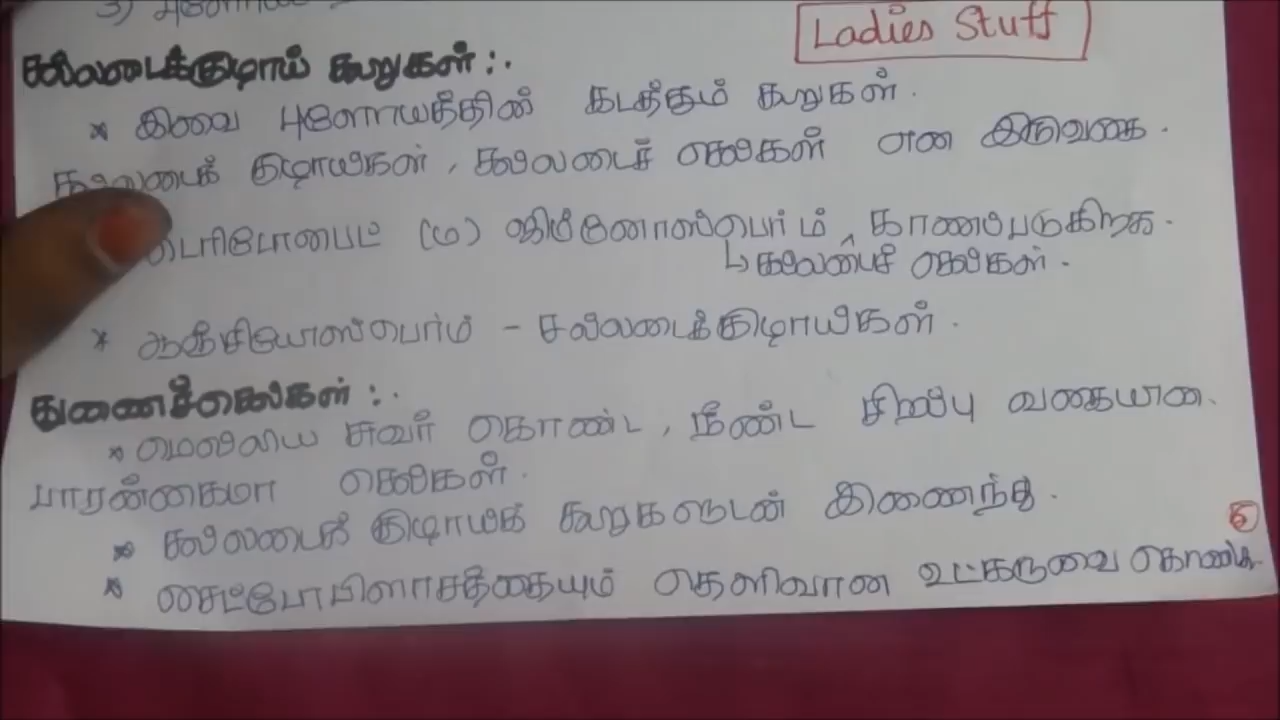 3)
Ladies Stuff
சல்லடைக்குழாய் கூறுகள் :.
* இவை புளோயத்தின் கடத்தும் கூறுகள்.
சல்லடைக் குழாய்கள், சல்லடைச் செல்கள் என இருவகை.
டெரிடோபைட் (ம) ஜிம்னோஸ்பெர்ம் ^ காணப்படுகிறது.
↳ சல்லடைச் செல்கள்.
* ஆஞ்சியோஸ்பெர்ம் - சல்லடைக்குழாய்கள்.
துணைச்செல்கள் :.
* மெல்லிய சுவர் கொண்ட, நீண்ட சிறப்பு வகையான.
பாரன்கைமா செல்கள்.
* சல்லடைக் குழாய்க் கூறுகளுடன் இணைந்து.
* சைட்டோபிளாசத்தையும் தெளிவான உட்கருவை கொண்ட